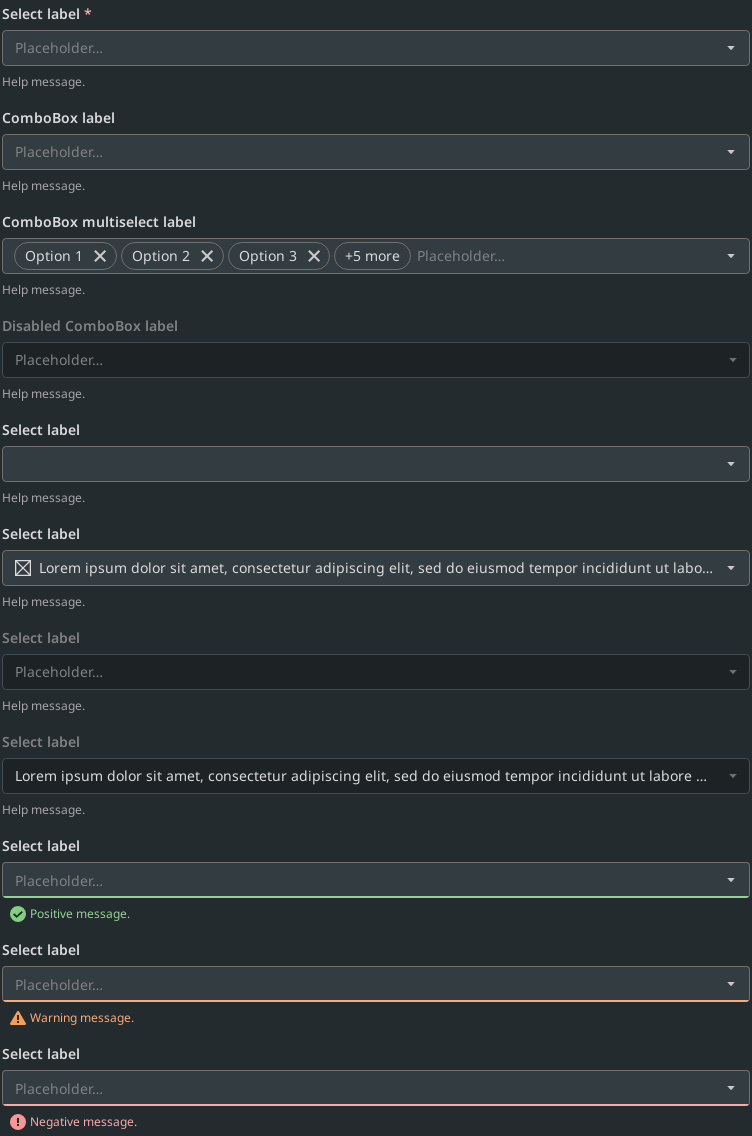 Select label *
Placeholder...
Help message.
ComboBox label
Placeholder...
Help message.
ComboBox multiselect label
Option 1 Option 2 Option 3 +5 more Placeholder...
Help message.
Disabled ComboBox label
Placeholder...
Help message.
Select label
Help message.
Select label
Lorem ipsum dolor sit amet, consectetur adipiscing elit, sed do eiusmod tempor incididunt ut labo...
Help message.
Select label
Placeholder...
Help message.
Select label
Lorem ipsum dolor sit amet, consectetur adipiscing elit, sed do eiusmod tempor incididunt ut labore ...
Help message.
Select label
Placeholder...
Positive message.
Select label
Placeholder...
Warning message.
Select label
Placeholder...
Negative message.